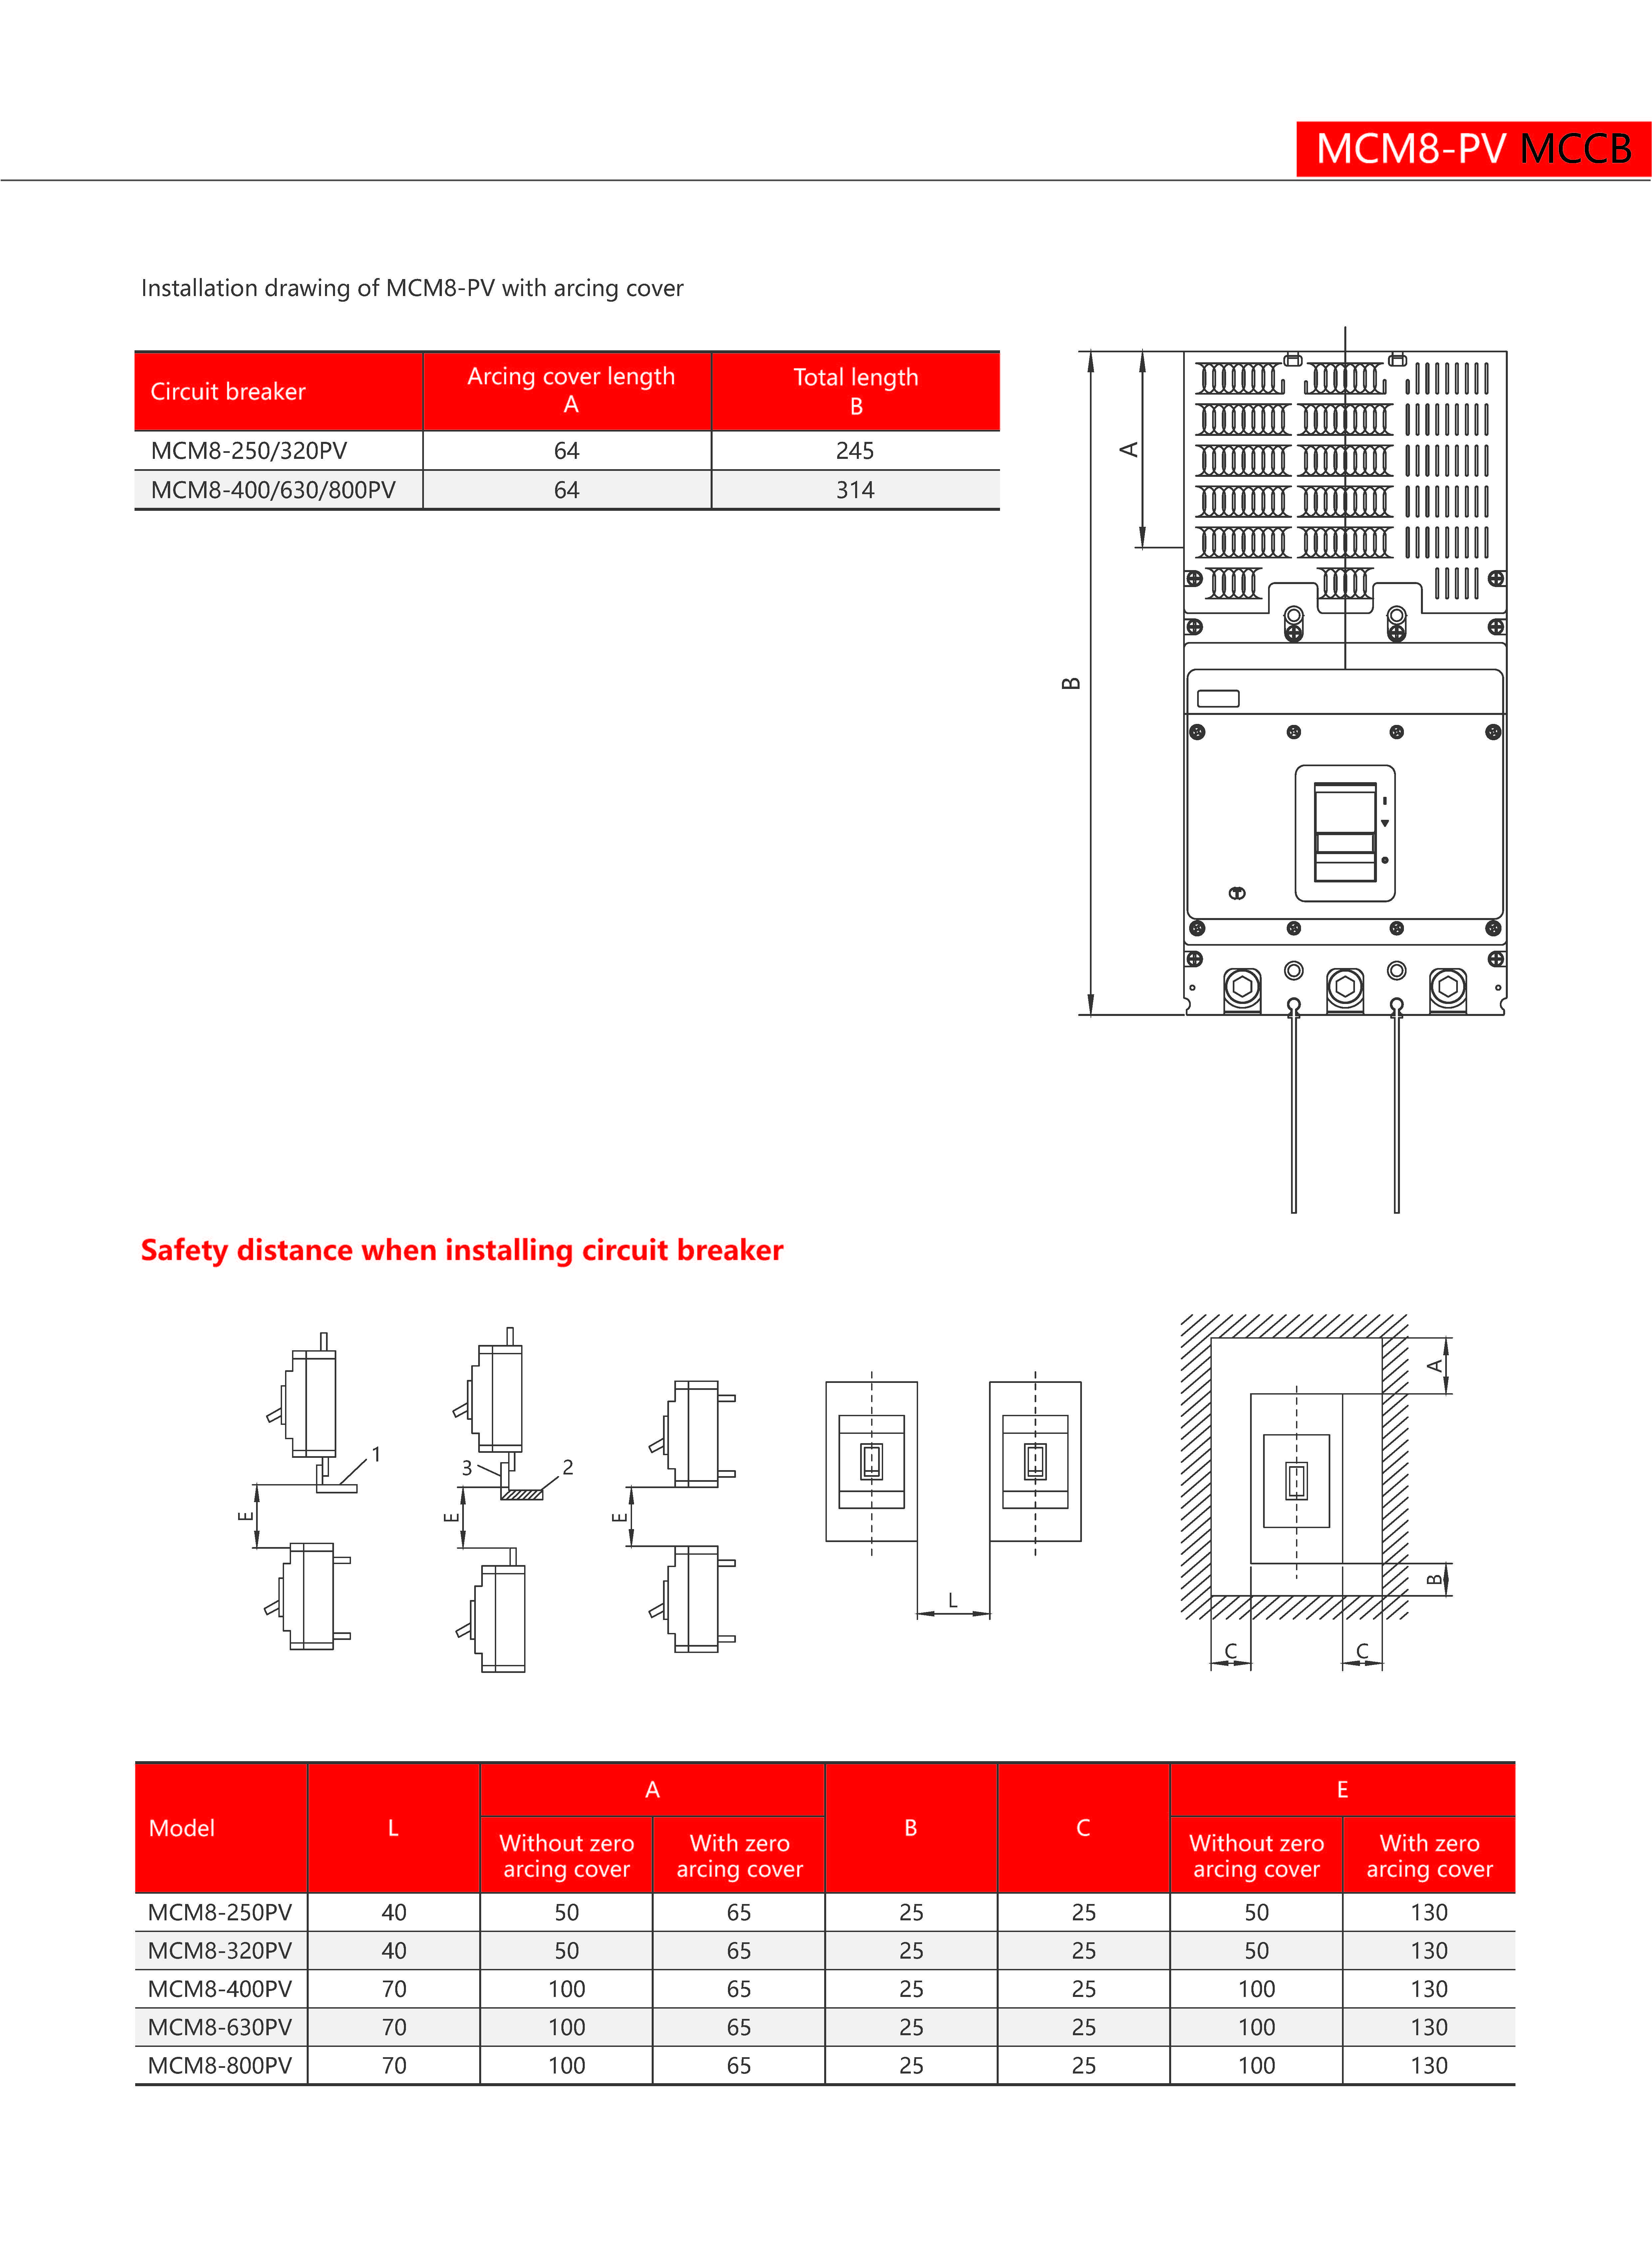 MCM8-PV MCCB
Installation drawing of MCM8-PV with arcing cover
Circuit breaker Arcing cover length A Total length B
MCM8-250/320PV 64 245
MCM8-400/630/800PV 64 314
A
B
Safety distance when installing circuit breaker
1
E
3
2
E
E
L
A
B
C
C
Model L A B C E
Without zero arcing cover With zero arcing cover Without zero arcing cover With zero arcing cover
MCM8-250PV 40 50 65 25 25 50 130
MCM8-320PV 40 50 65 25 25 50 130
MCM8-400PV 70 100 65 25 25 100 130
MCM8-630PV 70 100 65 25 25 100 130
MCM8-800PV 70 100 65 25 25 100 130